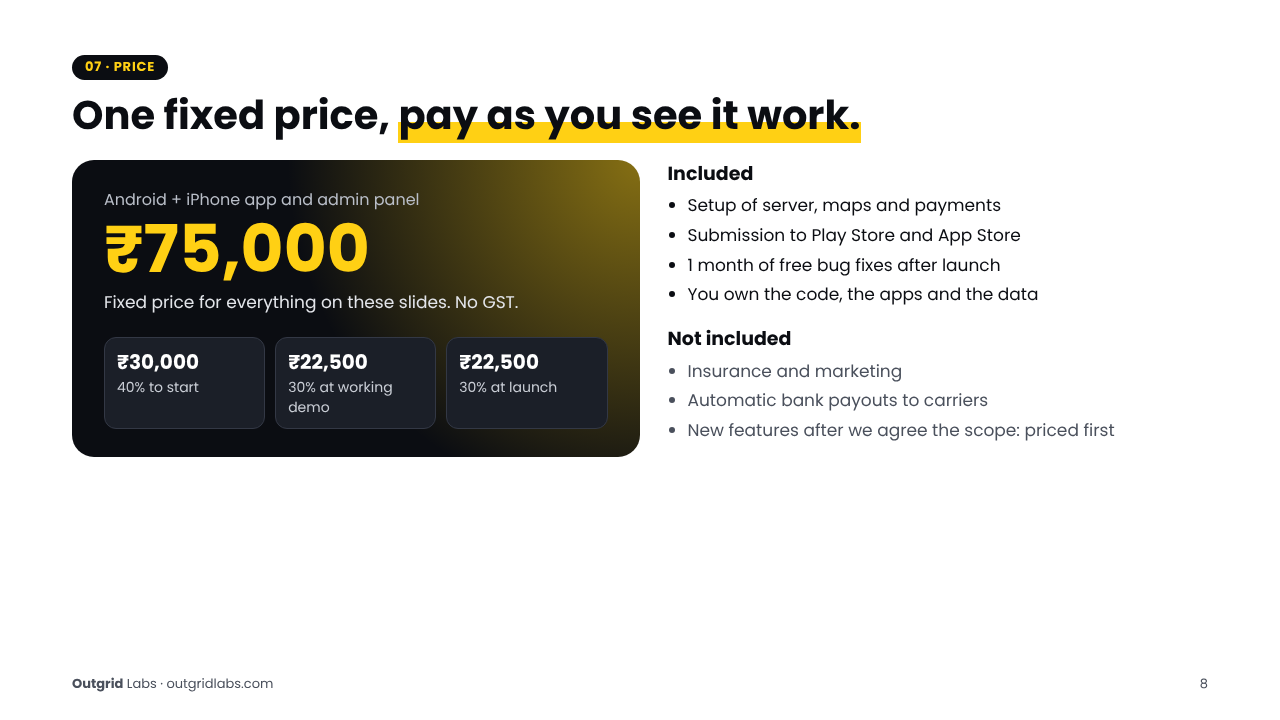 07 · PRICE
One fixed price, pay as you see it work.
Android + iPhone app and admin panel
₹75,000
Fixed price for everything on these slides. No GST.
₹30,000
40% to start
₹22,500
30% at working
demo
₹22,500
30% at launch
Included
• Setup of server, maps and payments
• Submission to Play Store and App Store
• 1 month of free bug fixes after launch
• You own the code, the apps and the data
Not included
• Insurance and marketing
• Automatic bank payouts to carriers
• New features after we agree the scope: priced first
Outgrid Labs · outgridlabs.com
8